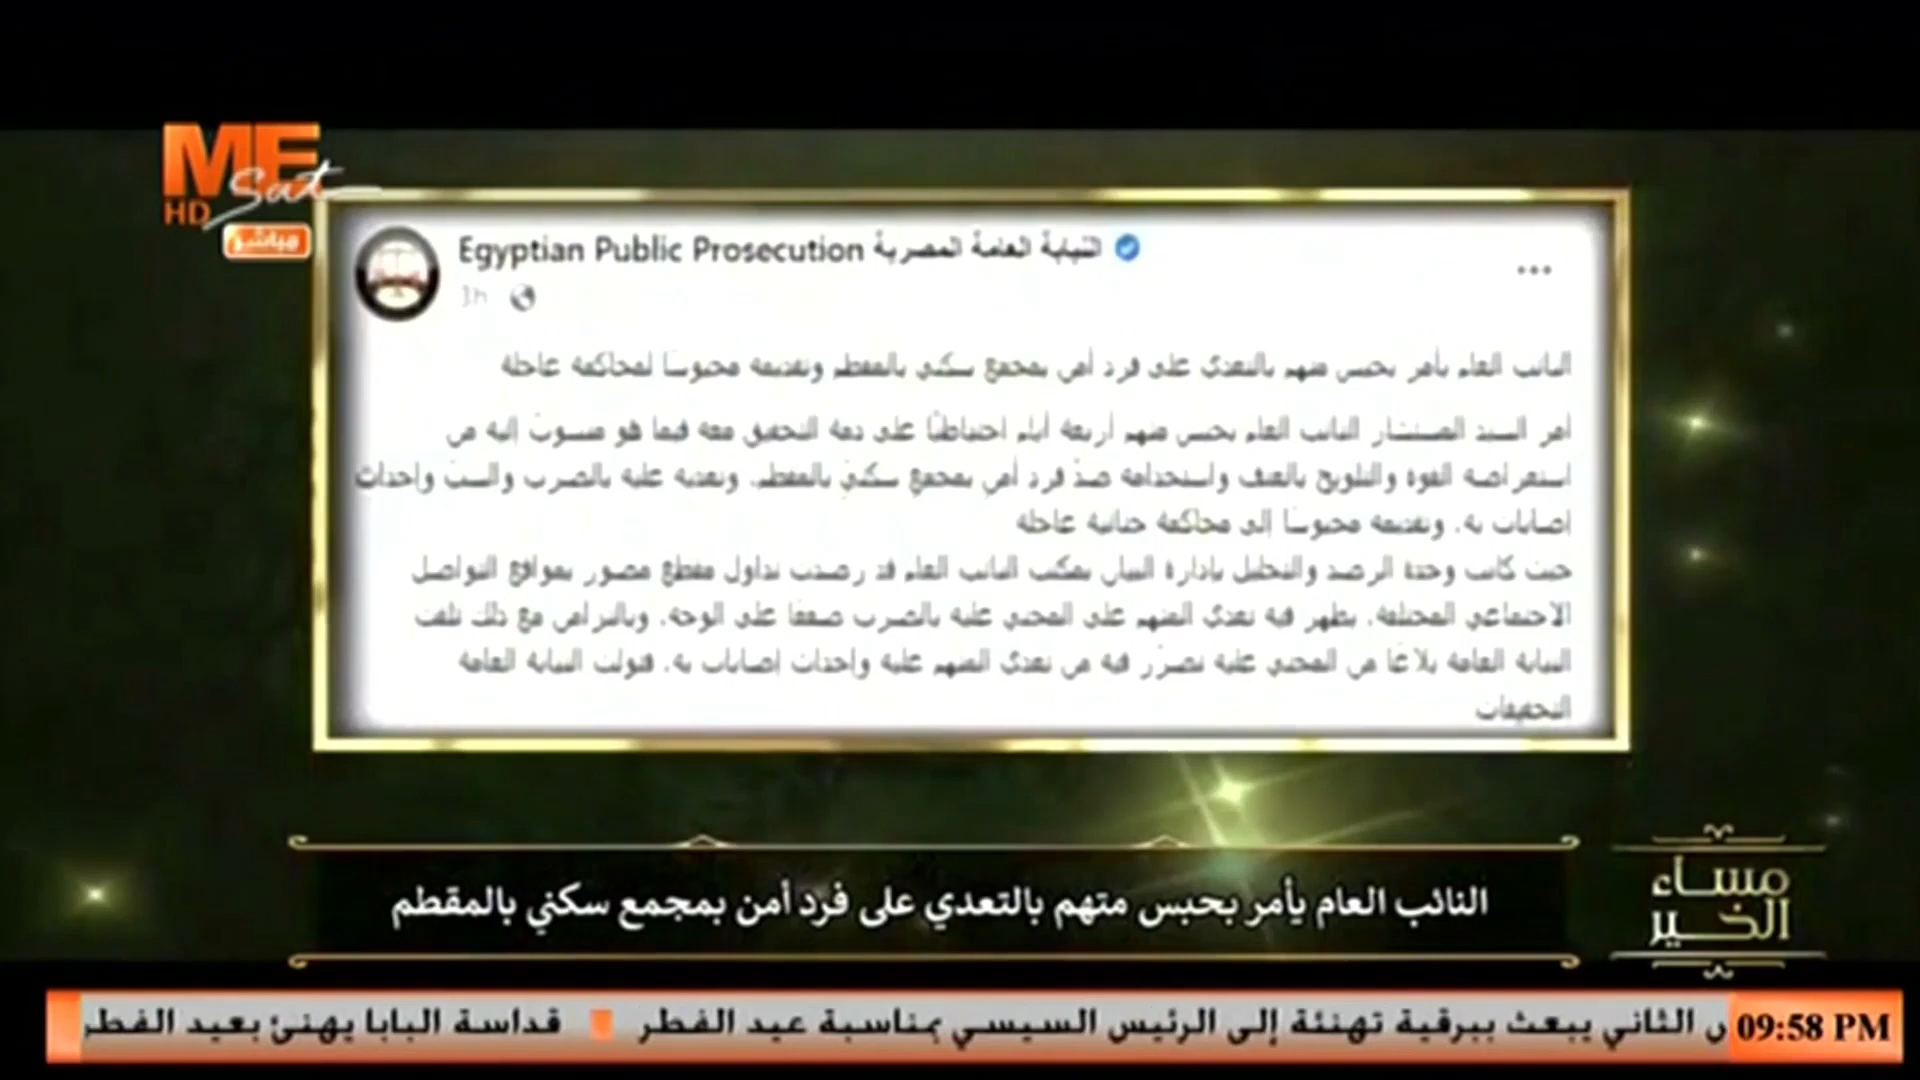 ME
Sat
HD
مباشر
Egyptian Public Prosecution النيابة العامة المصرية
3h
النائب العام يأمر بحبس متهم بالتعدي على فرد أمن بمجمع سكني بالمقطم وتقديمه محبوسًا لمحاكمة عاجلة
أمر السيد المستشار النائب العام بحبس متهم أربعة أيام احتياطيًّا على ذمة التحقيق معه فيما هو منسوبٌ إليه من
استعراضه القوة والتلويح بالعنف واستخدامه ضدَّ فرد أمنٍ بمجمعٍ سكنيٍّ بالمقطم، وتعديه عليه بالضرب والسبِّ وإحداث
إصابات به، وتقديمه محبوسًا إلى محاكمة جنائية عاجلة
حيث كانت وحدة الرصد والتحليل بإدارة البيان بمكتب النائب العام قد رصدت تداول مقطع مصور بمواقع التواصل
الاجتماعي المختلفة، يظهر فيه تعدي المتهم على المجني عليه بالضرب صفعًا على الوجه، وبالتزامن مع ذلك تلقت
النيابة العامة بلاغًا من المجني عليه تضرَّر فيه من تعدي المتهم عليه وإحداث إصابات به، فتولت النيابة العامة
التحقيقات
النائب العام يأمر بحبس متهم بالتعدي على فرد أمن بمجمع سكني بالمقطم
مساء
الخير
الثاني يبعث ببرقية تهنئة إلى الرئيس السيسي بمناسبة عيد الفطر قداسة البابا يهنئ بعيد الفطر
09:58 PM